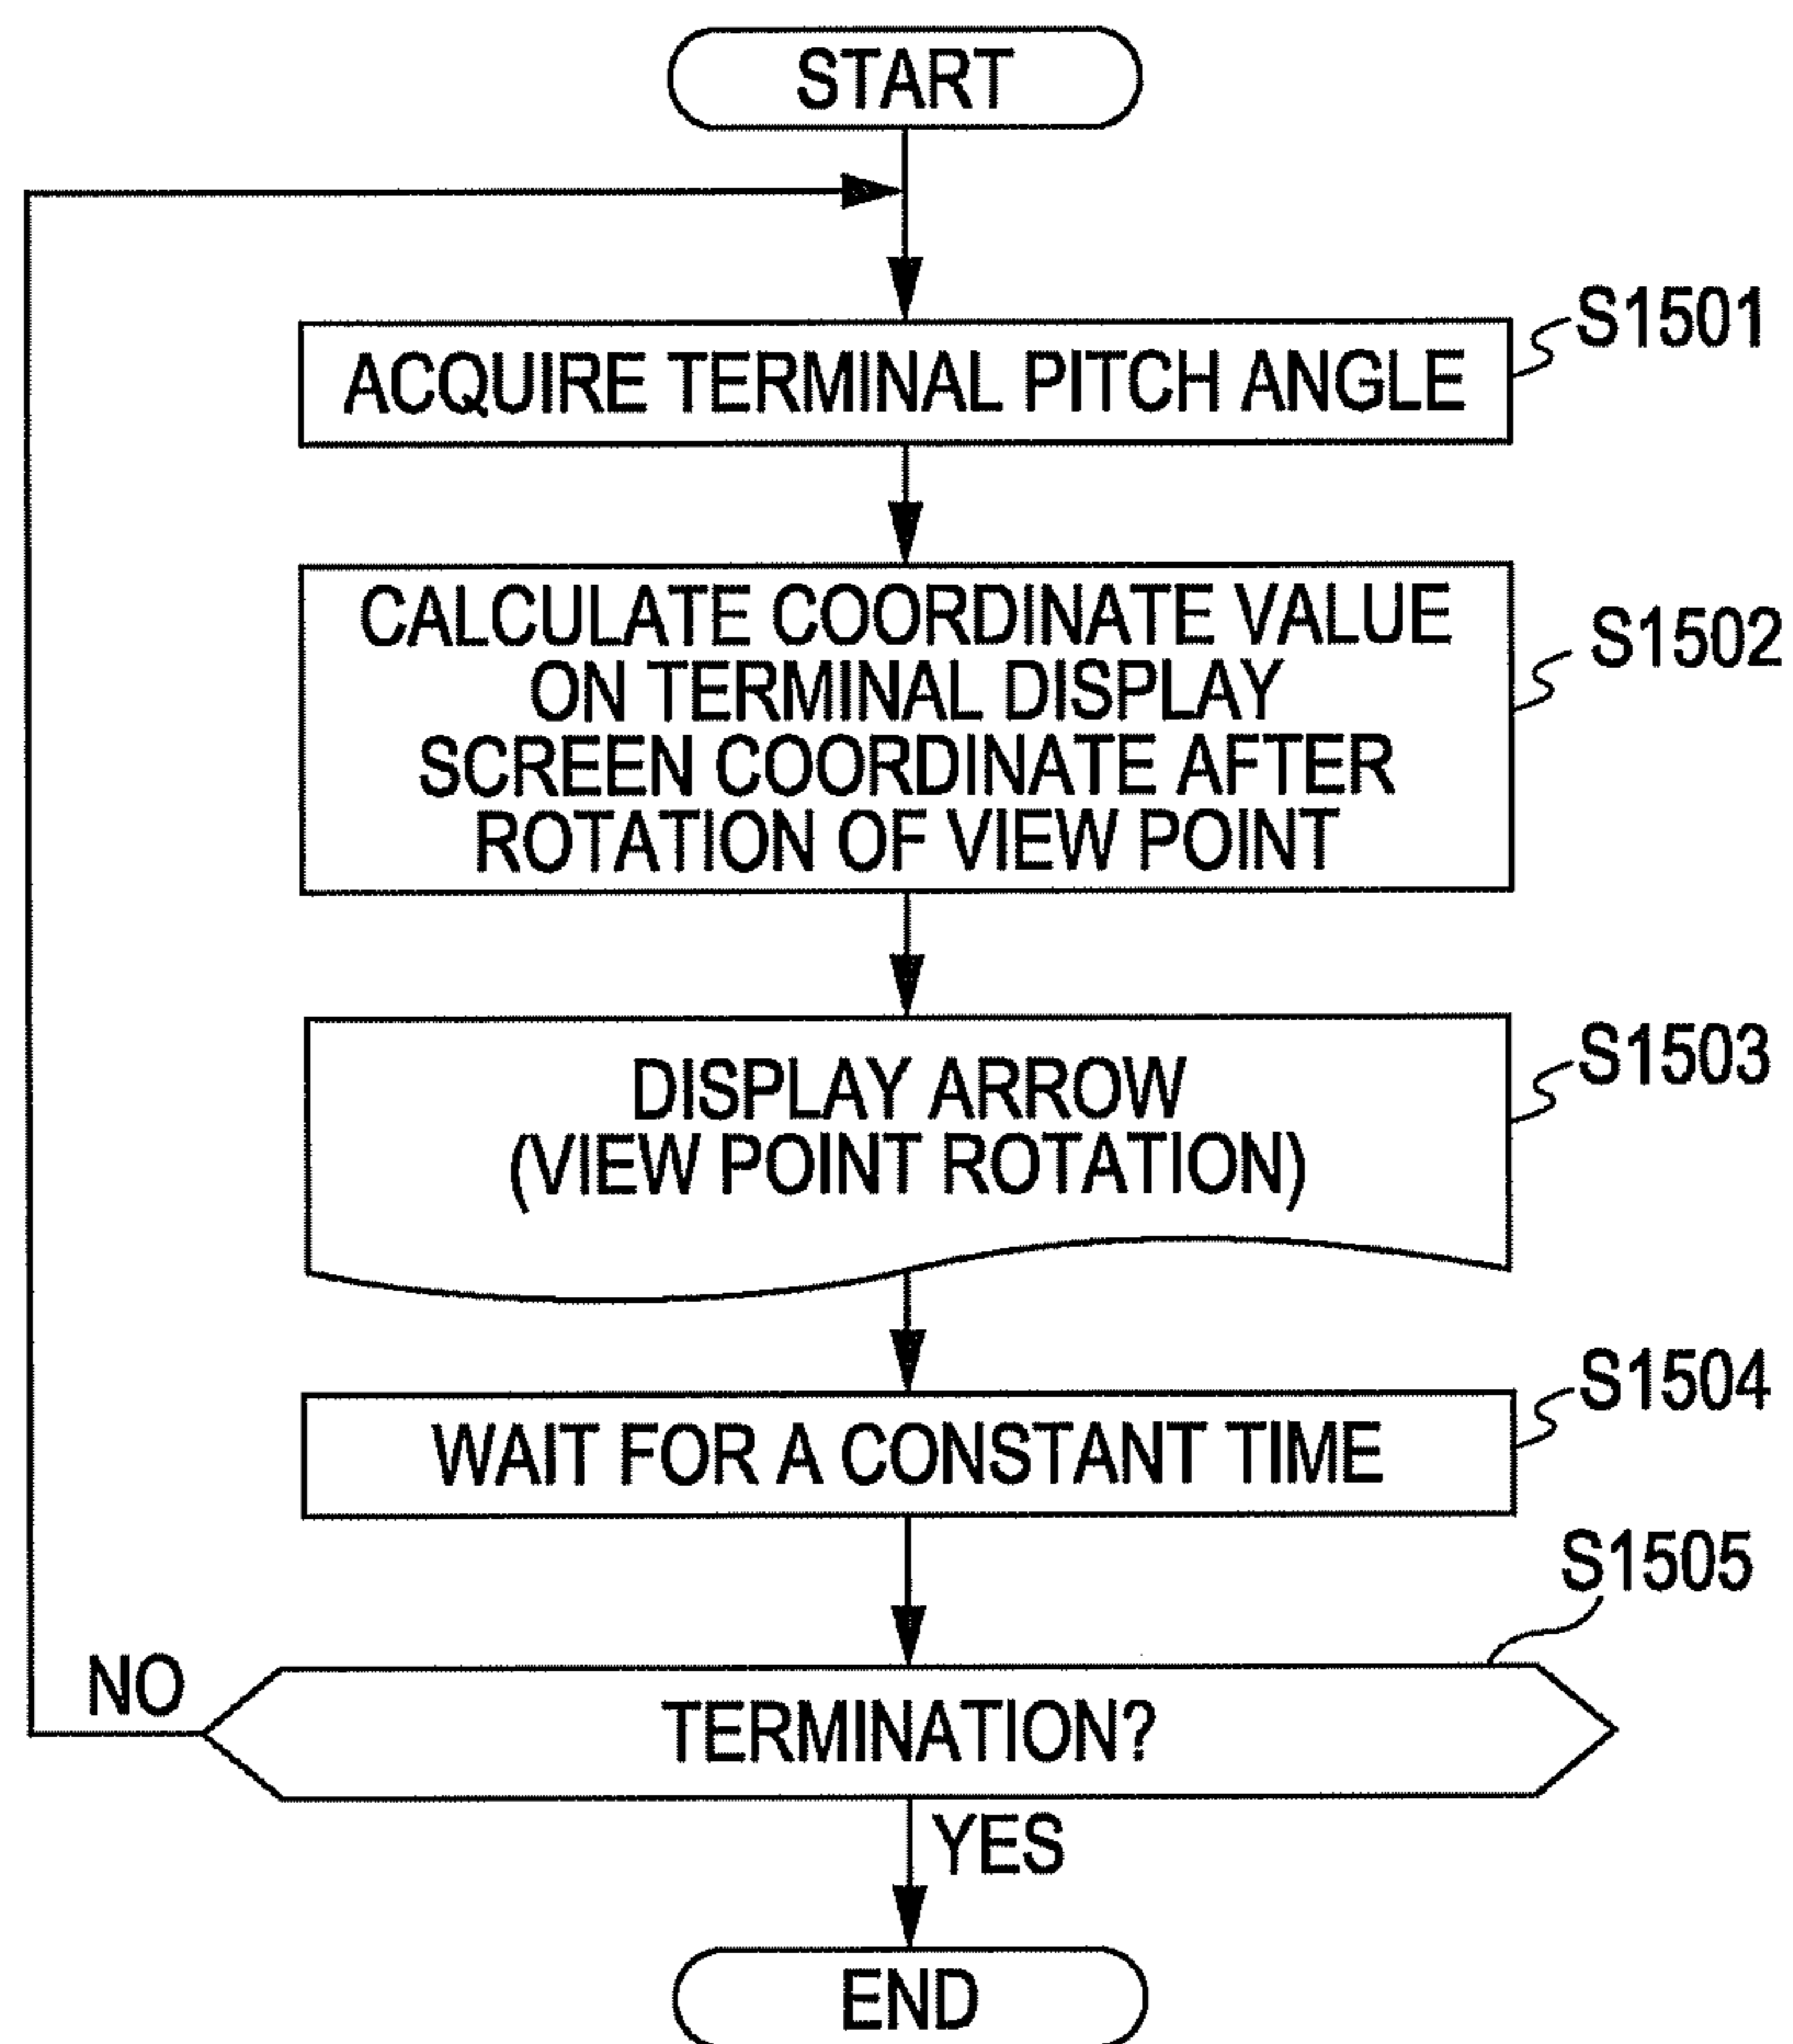 START
S1501
ACQUIRE TERMINAL PITCH ANGLE
CALCULATE COORDINATE VALUE
S1502
ON TERMINAL DISPLAY
SCREEN COORDINATE AFTER
ROTATION OF VIEW POINT
S1503
DISPLAY ARROW
(VIEW POINT ROTATION)
S1504
WAIT FOR A CONSTANT TIME
S1505
NO
TERMINATION?
YES
END